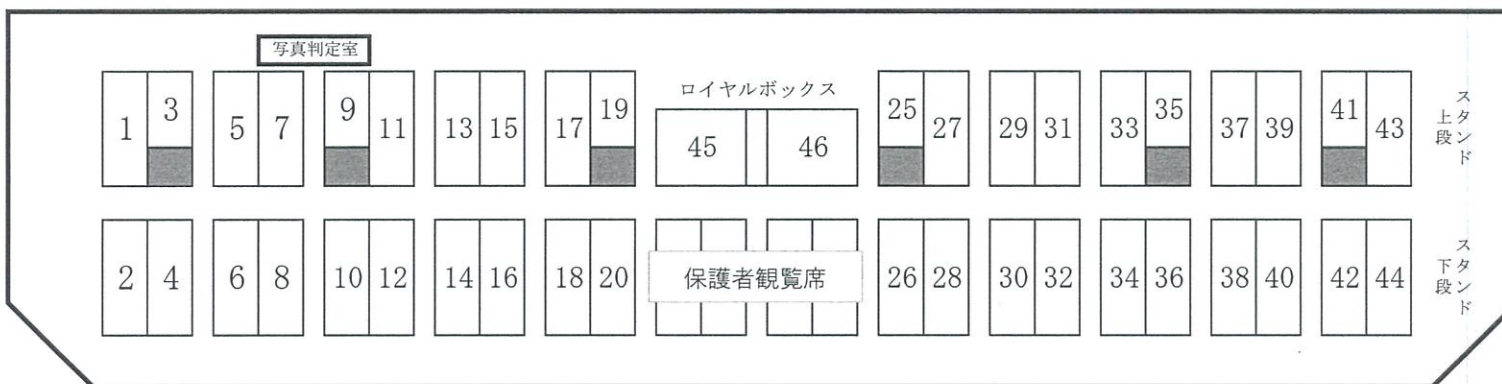 写真判定室
1 3 5 7 9 11 13 15 17 19 ロイヤルボックス 45 46 25 27 29 31 33 35 37 39 41 43 スタンド上段
2 4 6 8 10 12 14 16 18 20 保護者観覧席 26 28 30 32 34 36 38 40 42 44 スタンド下段